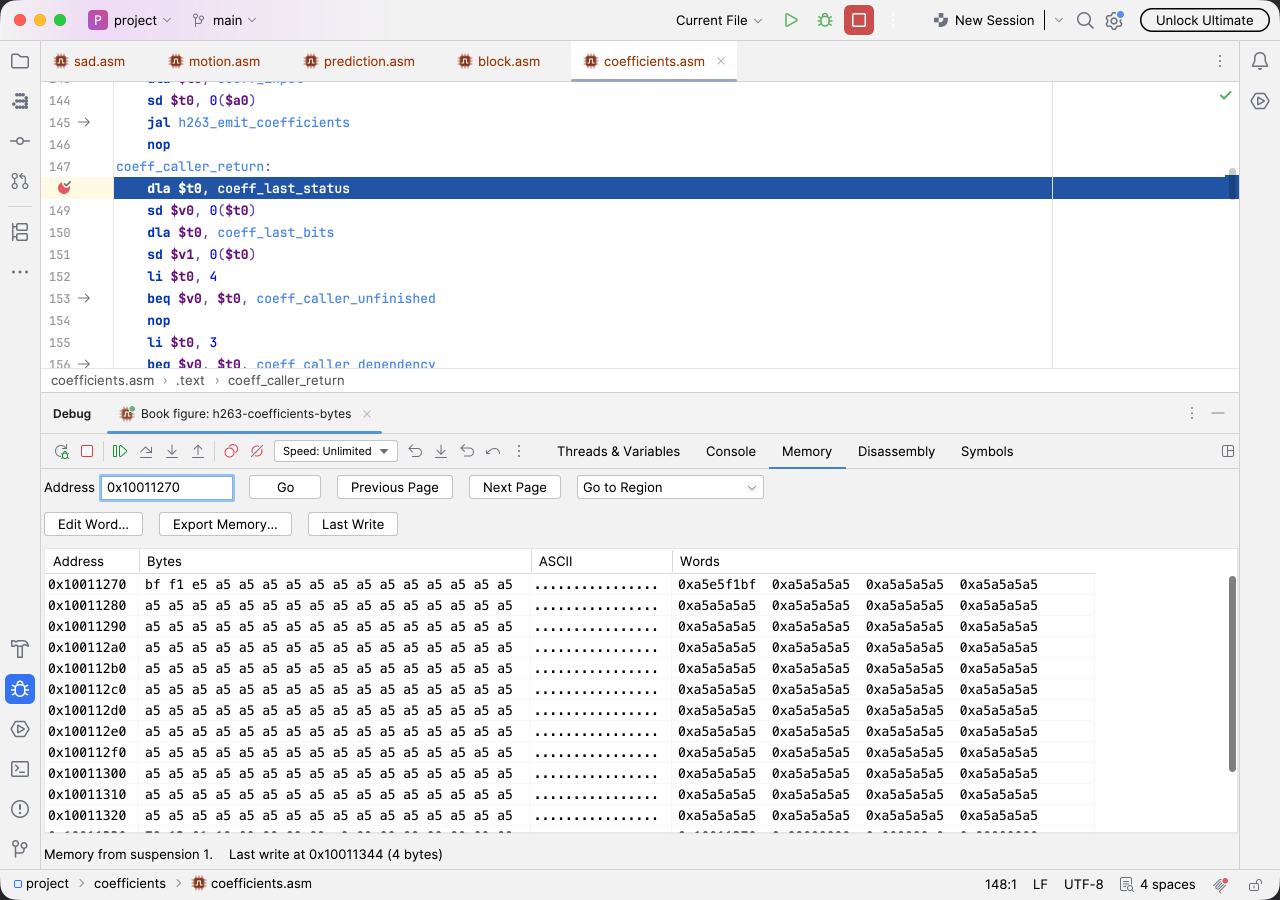 P project main Current File New Session Unlock Ultimate
sad.asm motion.asm prediction.asm block.asm coefficients.asm
144 sd $t0, 0($a0)
145 jal h263_emit_coefficients
146 nop
147 coeff_caller_return:
dla $t0, coeff_last_status
149 sd $v0, 0($t0)
150 dla $t0, coeff_last_bits
151 sd $v1, 0($t0)
152 li $t0, 4
153 beq $v0, $t0, coeff_caller_unfinished
154 nop
155 li $t0, 3
156 beq $v0, $t0, coeff_caller_dependency
coefficients.asm › .text › coeff_caller_return
Debug Book figure: h263-coefficients-bytes
Speed: Unlimited Threads & Variables Console Memory Disassembly Symbols
Address 0x10011270 Go Previous Page Next Page Go to Region
Edit Word... Export Memory... Last Write
Address Bytes ASCII Words
0x10011270 bf f1 e5 a5 a5 a5 a5 a5 a5 a5 a5 a5 a5 a5 a5 a5 ................ 0xa5e5f1bf 0xa5a5a5a5 0xa5a5a5a5 0xa5a5a5a5
0x10011280 a5 a5 a5 a5 a5 a5 a5 a5 a5 a5 a5 a5 a5 a5 a5 a5 ................ 0xa5a5a5a5 0xa5a5a5a5 0xa5a5a5a5 0xa5a5a5a5
0x10011290 a5 a5 a5 a5 a5 a5 a5 a5 a5 a5 a5 a5 a5 a5 a5 a5 ................ 0xa5a5a5a5 0xa5a5a5a5 0xa5a5a5a5 0xa5a5a5a5
0x100112a0 a5 a5 a5 a5 a5 a5 a5 a5 a5 a5 a5 a5 a5 a5 a5 a5 ................ 0xa5a5a5a5 0xa5a5a5a5 0xa5a5a5a5 0xa5a5a5a5
0x100112b0 a5 a5 a5 a5 a5 a5 a5 a5 a5 a5 a5 a5 a5 a5 a5 a5 ................ 0xa5a5a5a5 0xa5a5a5a5 0xa5a5a5a5 0xa5a5a5a5
0x100112c0 a5 a5 a5 a5 a5 a5 a5 a5 a5 a5 a5 a5 a5 a5 a5 a5 ................ 0xa5a5a5a5 0xa5a5a5a5 0xa5a5a5a5 0xa5a5a5a5
0x100112d0 a5 a5 a5 a5 a5 a5 a5 a5 a5 a5 a5 a5 a5 a5 a5 a5 ................ 0xa5a5a5a5 0xa5a5a5a5 0xa5a5a5a5 0xa5a5a5a5
0x100112e0 a5 a5 a5 a5 a5 a5 a5 a5 a5 a5 a5 a5 a5 a5 a5 a5 ................ 0xa5a5a5a5 0xa5a5a5a5 0xa5a5a5a5 0xa5a5a5a5
0x100112f0 a5 a5 a5 a5 a5 a5 a5 a5 a5 a5 a5 a5 a5 a5 a5 a5 ................ 0xa5a5a5a5 0xa5a5a5a5 0xa5a5a5a5 0xa5a5a5a5
0x10011300 a5 a5 a5 a5 a5 a5 a5 a5 a5 a5 a5 a5 a5 a5 a5 a5 ................ 0xa5a5a5a5 0xa5a5a5a5 0xa5a5a5a5 0xa5a5a5a5
0x10011310 a5 a5 a5 a5 a5 a5 a5 a5 a5 a5 a5 a5 a5 a5 a5 a5 ................ 0xa5a5a5a5 0xa5a5a5a5 0xa5a5a5a5 0xa5a5a5a5
0x10011320 a5 a5 a5 a5 a5 a5 a5 a5 a5 a5 a5 a5 a5 a5 a5 a5 ................ 0xa5a5a5a5 0xa5a5a5a5 0xa5a5a5a5 0xa5a5a5a5
Memory from suspension 1. Last write at 0x10011344 (4 bytes)
project › coefficients › coefficients.asm 148:1 LF UTF-8 4 spaces